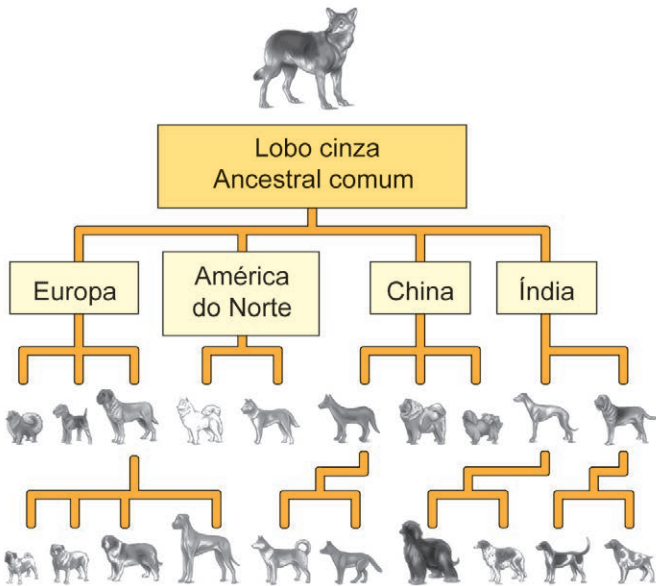 Lobo cinza
Ancestral comum
Europa
América
do Norte
China
Índia